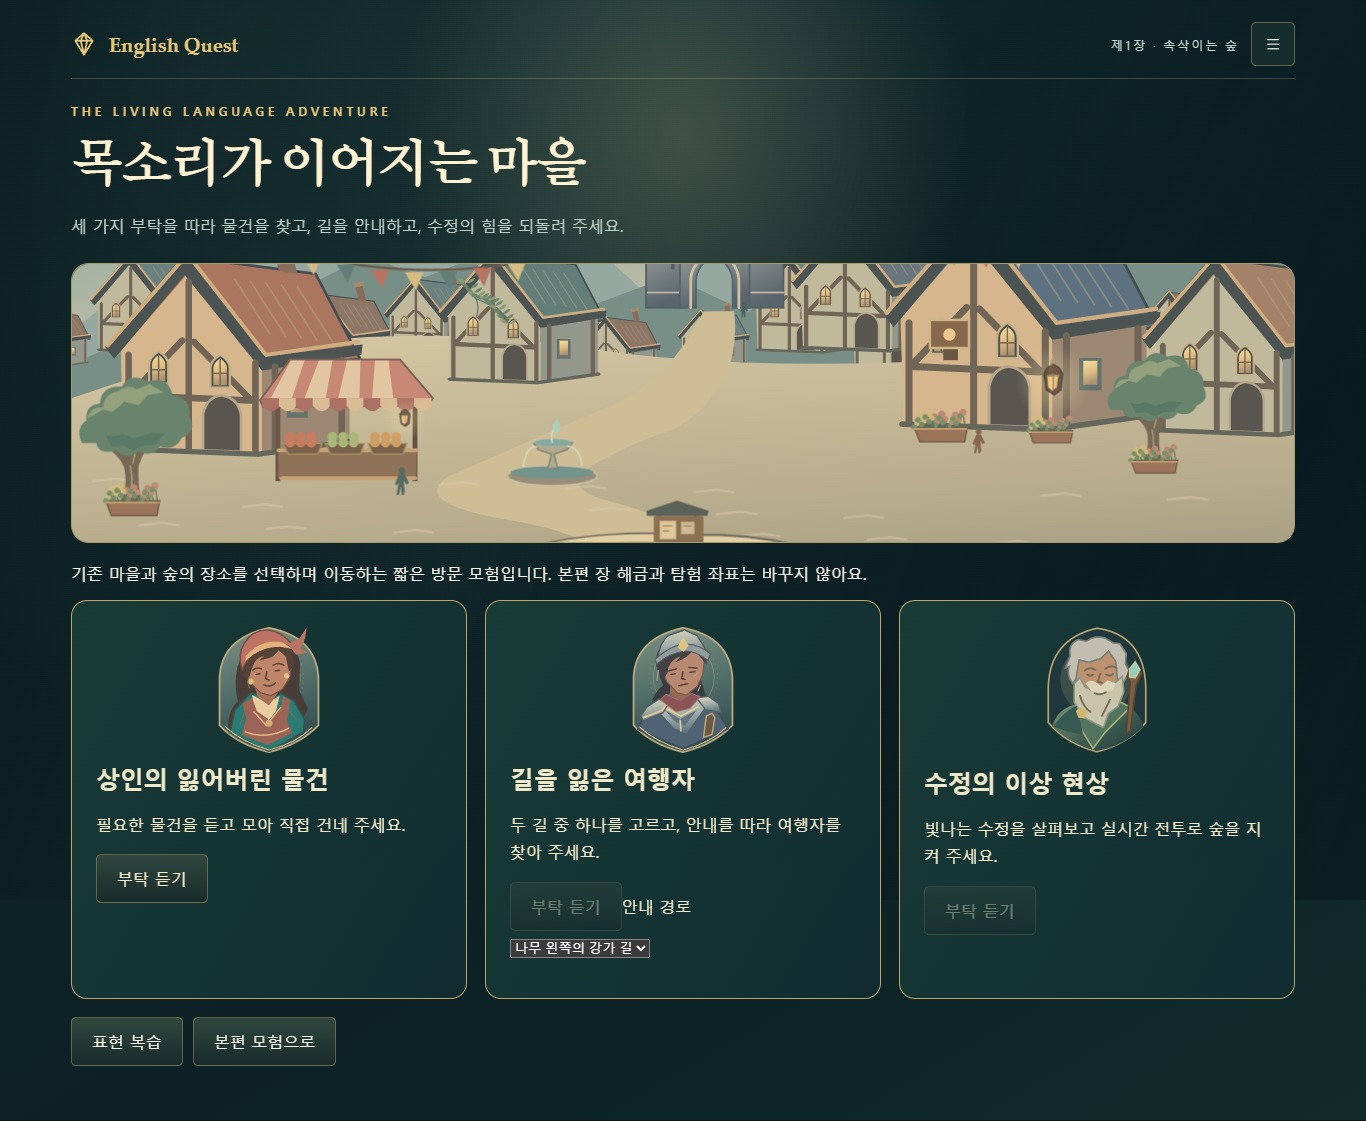 English Quest
제1장 · 속삭이는 숲
THE LIVING LANGUAGE ADVENTURE
목소리가 이어지는 마을
세 가지 부탁을 따라 물건을 찾고, 길을 안내하고, 수정의 힘을 되돌려 주세요.
기존 마을과 숲의 장소를 선택하며 이동하는 짧은 방문 모험입니다. 본편 장 해금과 탐험 좌표는 바꾸지 않아요.
상인의 잃어버린 물건
필요한 물건을 듣고 모아 직접 건네 주세요.
부탁 듣기
길을 잃은 여행자
두 길 중 하나를 고르고, 안내를 따라 여행자를
찾아 주세요.
부탁 듣기 안내 경로
나무 왼쪽의 강가 길
수정의 이상 현상
빛나는 수정을 살펴보고 실시간 전투로 숲을 지
켜 주세요.
부탁 듣기
표현 복습
본편 모험으로